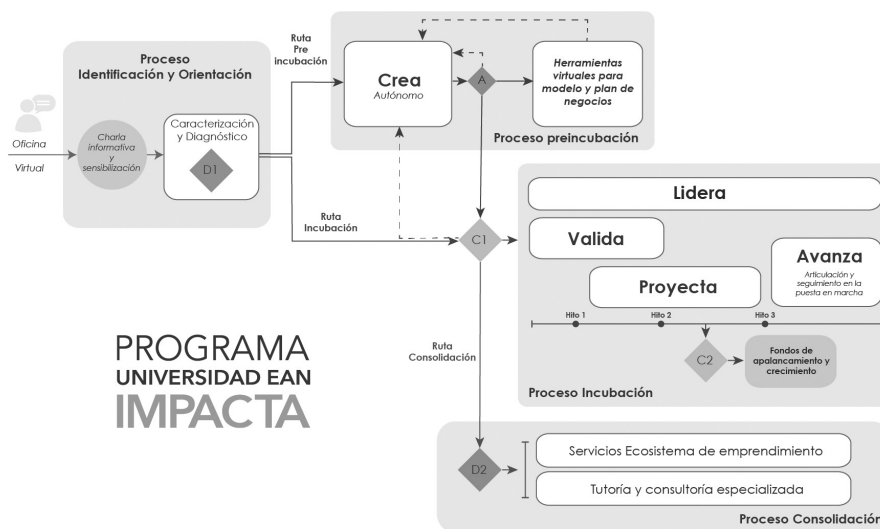 Proceso
Identificación y Orientación
Oficina
Virtual
Charla
informativa
y
sensibilización
Caracterización
y Diagnóstico
D1
Ruta
Pre
incubación
Ruta
Incubación
Crea
Autónomo
A
Herramientas
virtuales para
modelo y plan de
negocios
Proceso preincubación
C1
Lidera
Valida
Proyecta
Avanza
Articulación y
seguimiento en la
puesta en marcha
Hito 1
Hito 2
Hito 3
C2
Fondos de
apalancamiento y
crecimiento
Proceso Incubación
Ruta
Consolidación
PROGRAMA
UNIVERSIDAD EAN
IMPACTA
D2
Servicios Ecosistema de emprendimiento
Tutoría y consultoría especializada
Proceso Consolidación